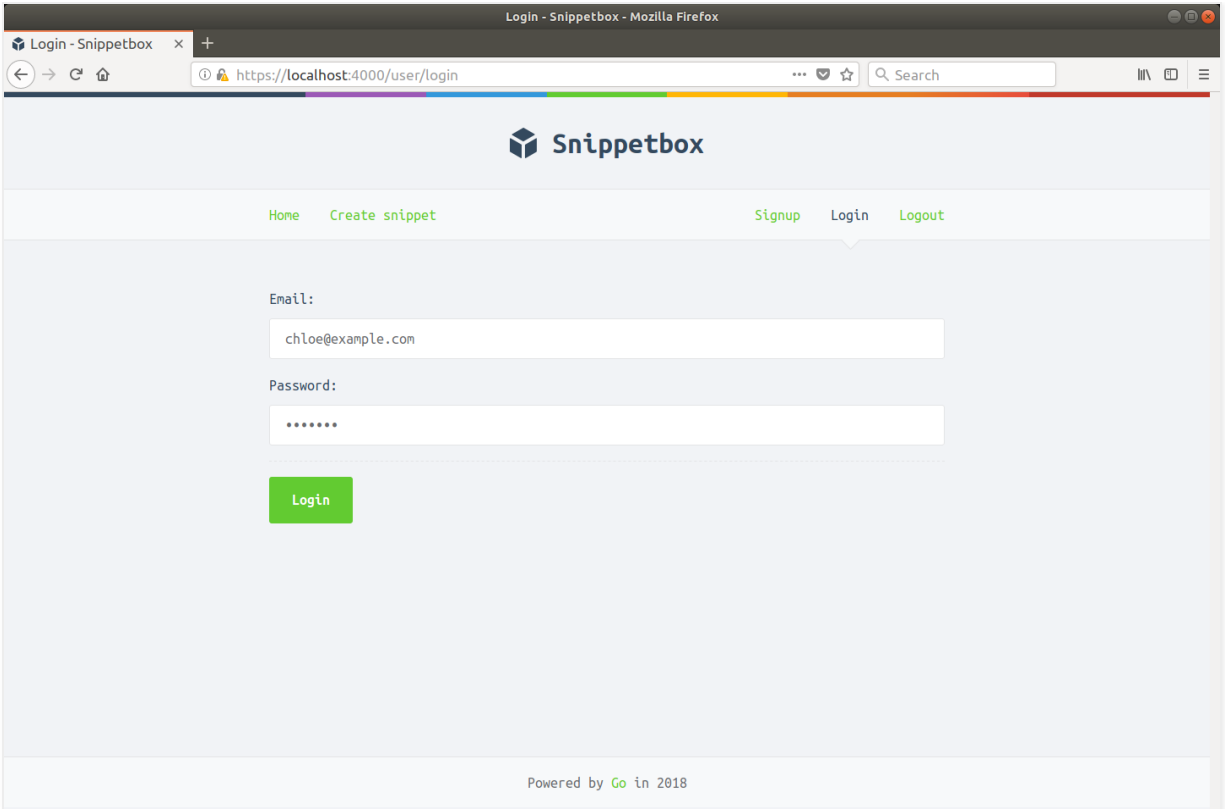 Login - Snippetbox - Mozilla Firefox
Login - Snippetbox × +
https://localhost:4000/user/login ••• Search
Snippetbox
Home Create snippet Signup Login Logout
Email:
chloe@example.com
Password:
•••••••
Login
Powered by Go in 2018